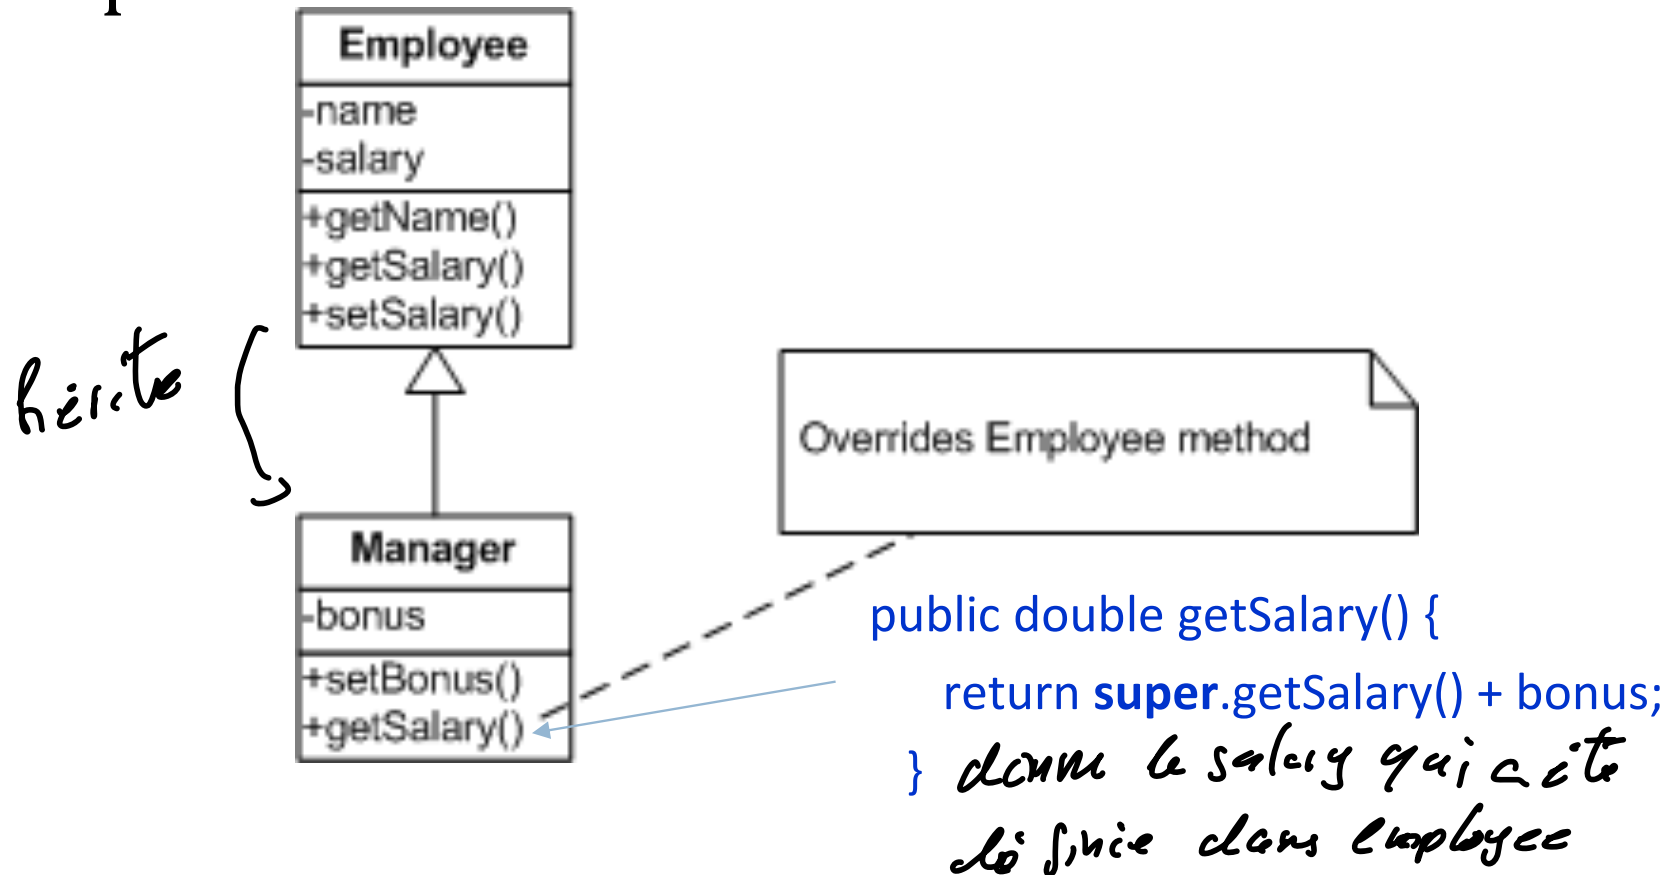 Employee
-name
-salary
+getName()
+getSalary()
+setSalary()
hérite
Overrides Employee method
Manager
-bonus
+setBonus()
+getSalary()
public double getSalary() {
return super.getSalary() + bonus;
}
donne le salary qui a été
définie dans employee